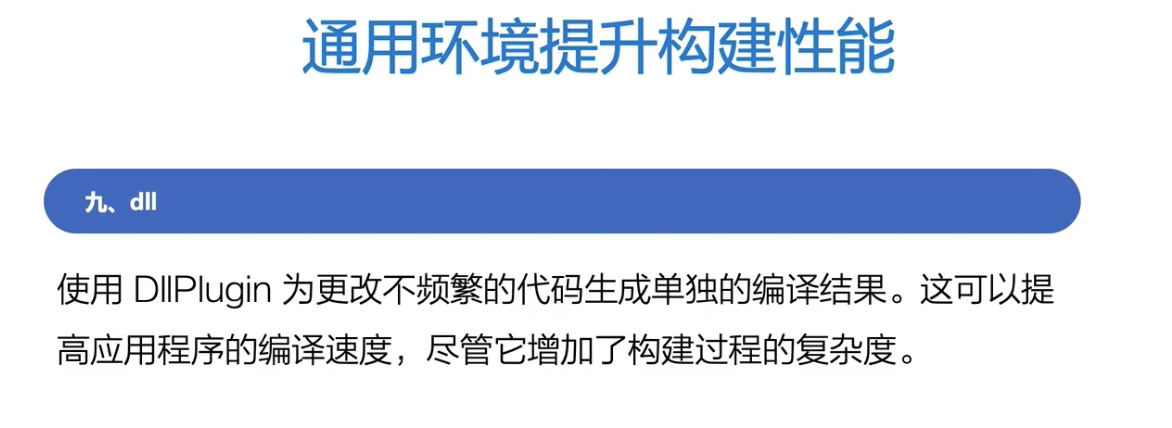 通用环境提升构建性能
九、dll
使用 DllPlugin 为更改不频繁的代码生成单独的编译结果。这可以提
高应用程序的编译速度，尽管它增加了构建过程的复杂度。